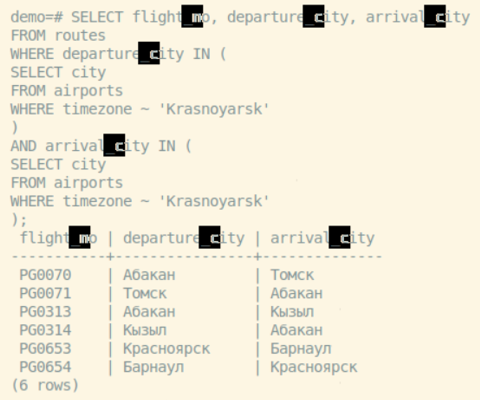 demo=# SELECT flight_no, departure_city, arrival_city
FROM routes
WHERE departure_city IN (
SELECT city
FROM airports
WHERE timezone ~ 'Krasnoyarsk'
)
AND arrival_city IN (
SELECT city
FROM airports
WHERE timezone ~ 'Krasnoyarsk'
);
flight_no | departure_city | arrival_city
-----------+----------------+--------------
PG0070 | Абакан | Томск
PG0071 | Томск | Абакан
PG0313 | Абакан | Кызыл
PG0314 | Кызыл | Абакан
PG0653 | Красноярск | Барнаул
PG0654 | Барнаул | Красноярск
(6 rows)